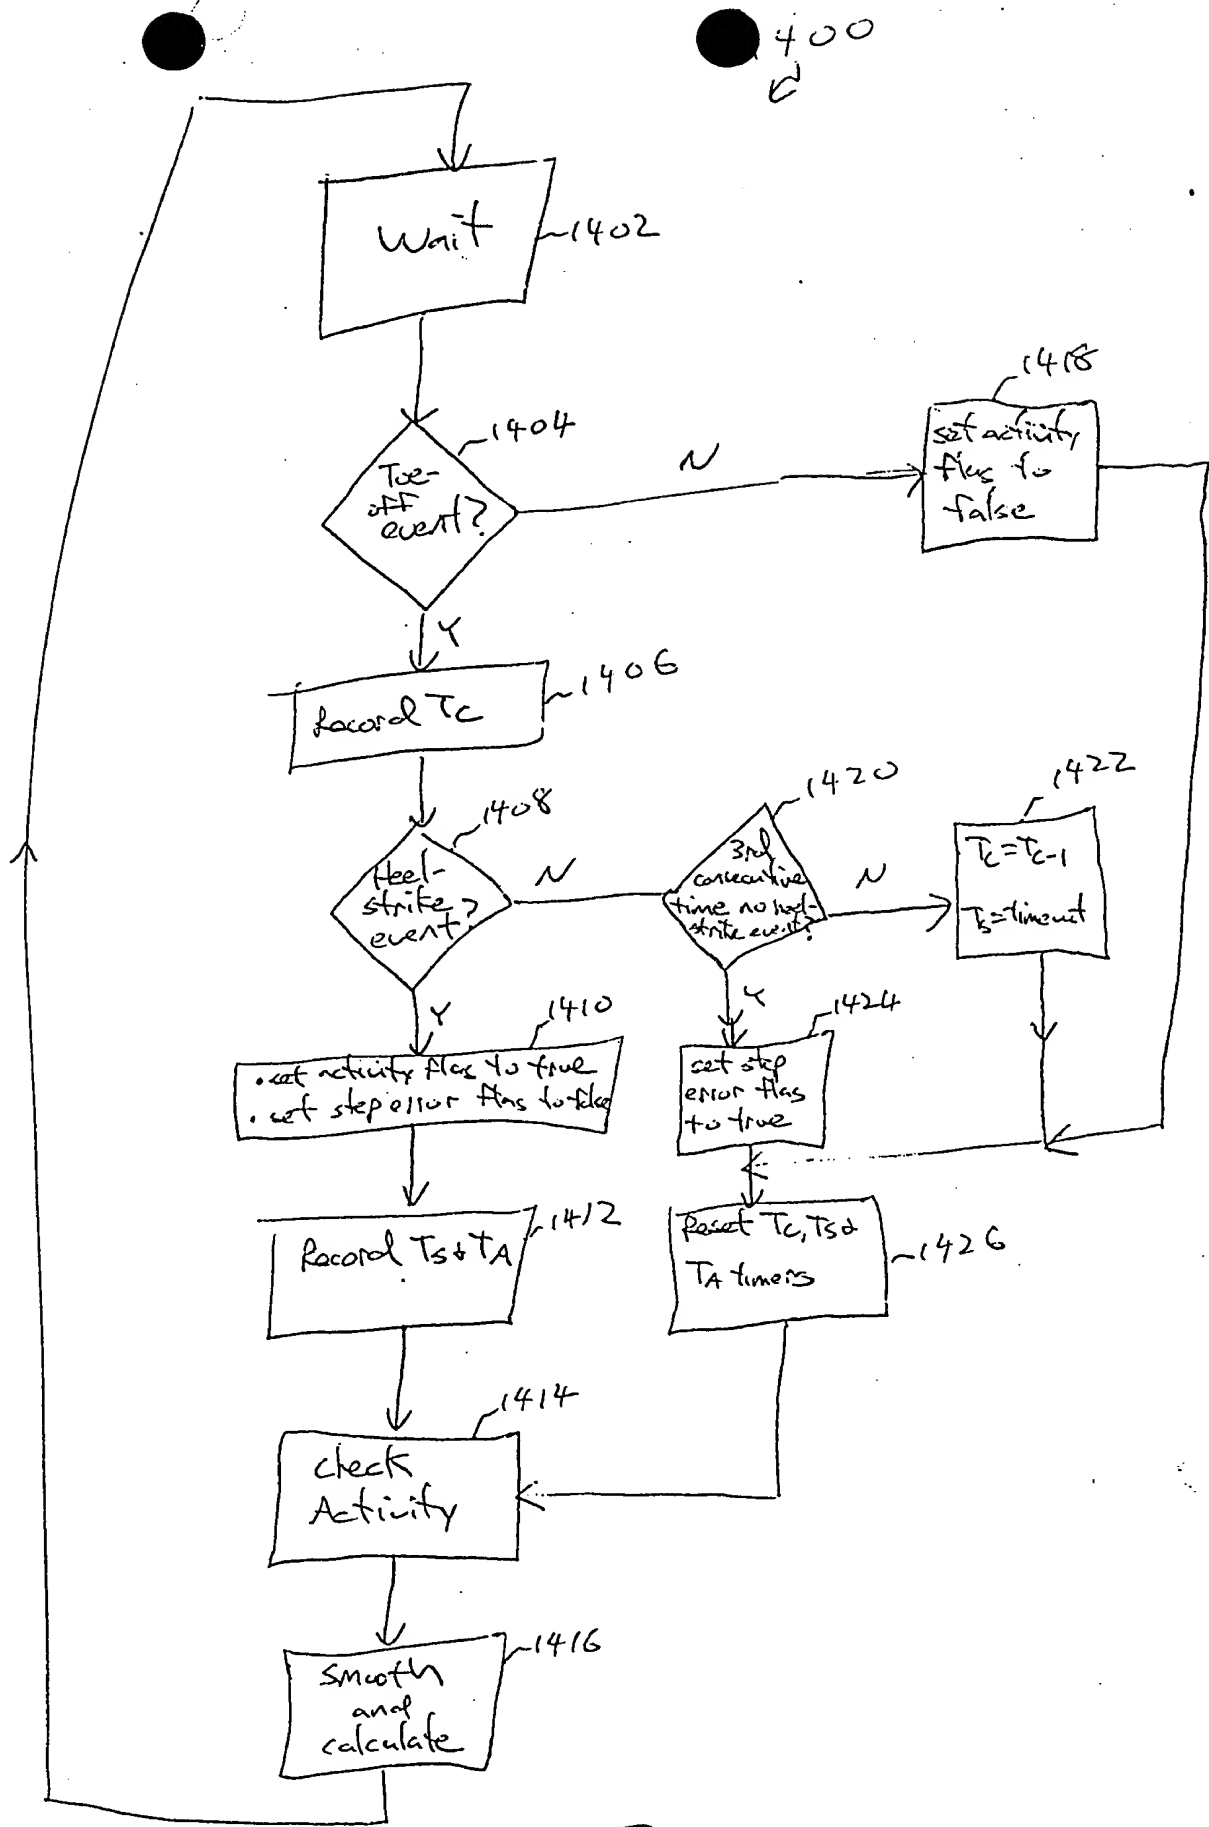 1400
Wait
1402
1404
Toe-
off
event?
N
1418
set activity
flag to
false
Y
Record TC
1406
1408
Heel-
strike
event?
N
1420
3rd
consecutive
time no heel-
strike event?
N
1422
TC=TC-1
TS=timeout
Y
1410
. set activity flag to true
. set step error flag to false
Y
1424
set step
error flag
to true
Record TS & TA
1412
Reset TC, TS &
TA timers
1426
1414
check
Activity
1416
smooth
and
calculate